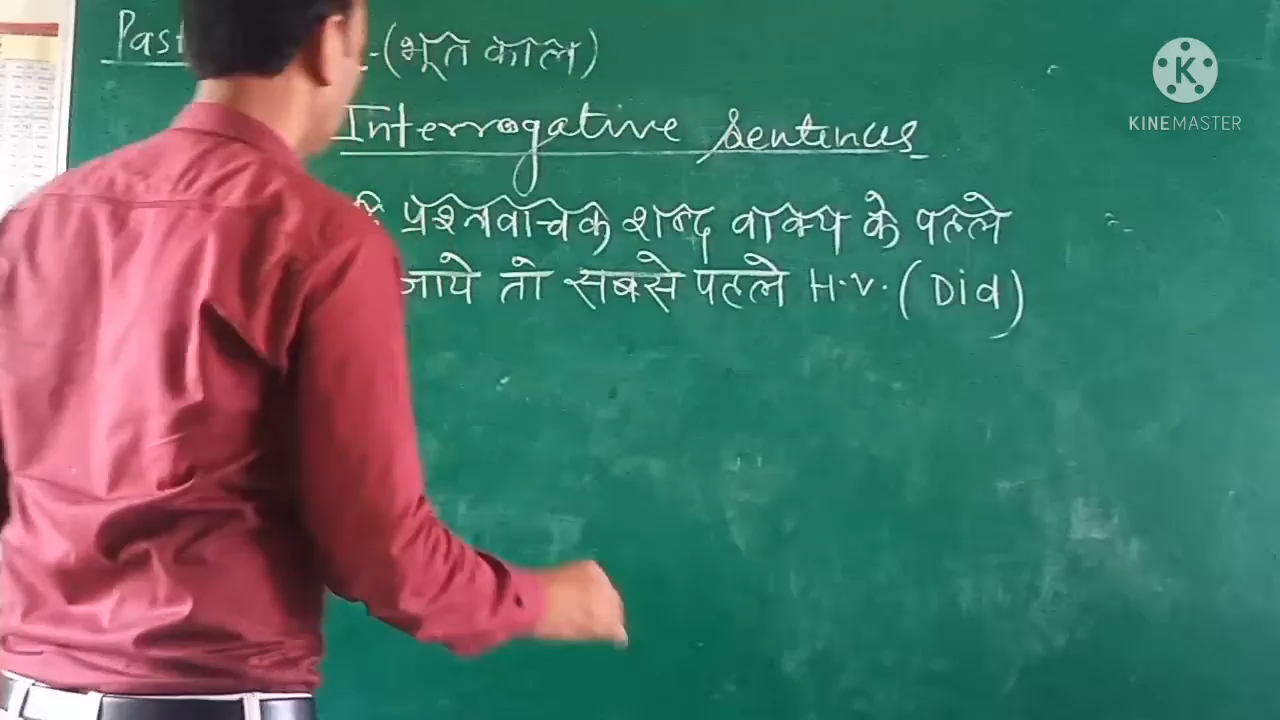 Past -(भूत काल)
Interrogative Sentences
प्रश्नवाचक शब्द वाक्य के पहले
जाये तो सबसे पहले H.V. (Did)
KINEMASTER